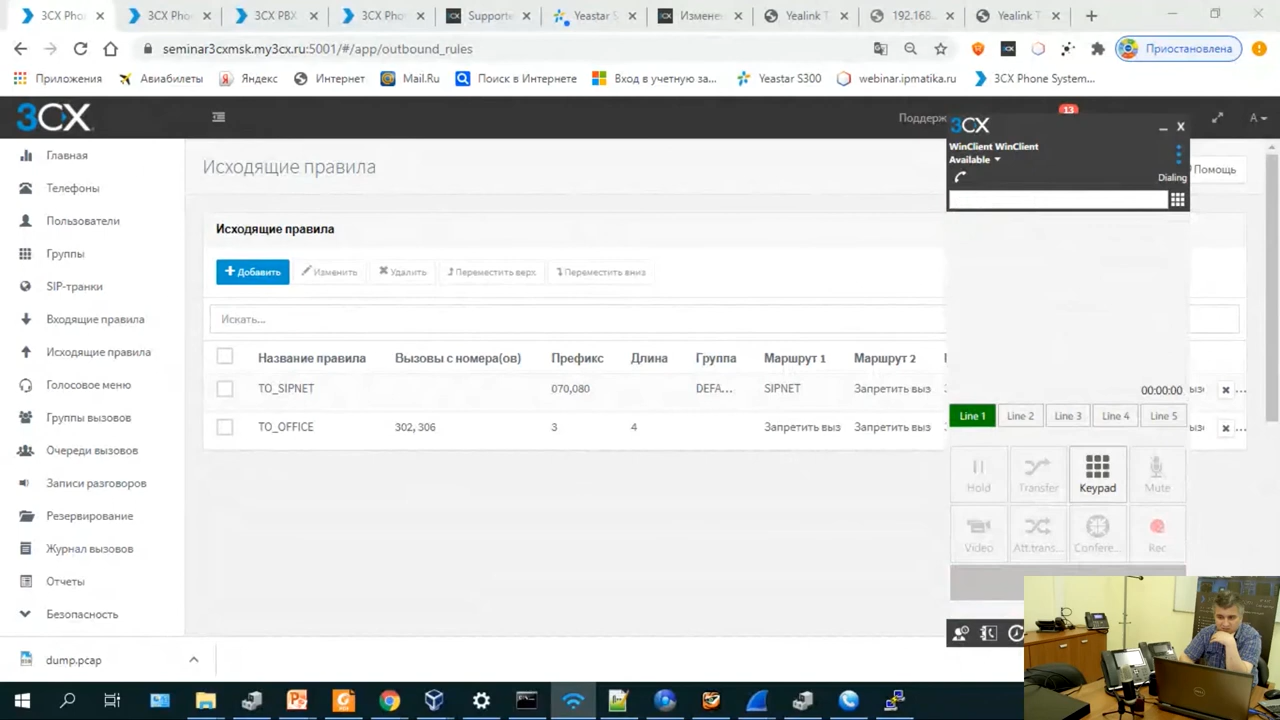 3CX Pho
3CX Pho
3CX PBX
3CX Pho
Supporte
Yeastar S
Изменен
Yealink T
192.168.
Yealink T
seminar3cxmsk.my3cx.ru:5001/#/app/outbound_rules
Приостановлена
Приложения
Авиабилеты
Яндекс
Интернет
Mail.Ru
Поиск в Интернете
Вход в учетную за...
Yeastar S300
webinar.ipmatika.ru
3CX Phone System...
3CX
Поддерж
13
A
Главная
Телефоны
Пользователи
Группы
SIP-транки
Входящие правила
Исходящие правила
Голосовое меню
Группы вызовов
Очереди вызовов
Записи разговоров
Резервирование
Журнал вызовов
Отчеты
Безопасность
Исходящие правила
Помощь
Исходящие правила
+ Добавить
Изменить
Удалить
Переместить верх
Переместить вниз
Искать...
Название правила Вызовы с номера(ов) Префикс Длина Группа Маршрут 1 Маршрут 2
TO_SIPNET 070,080 DEFA... SIPNET Запретить выз
TO_OFFICE 302, 306 3 4 Запретить выз Запретить выз
3CX
WinClient WinClient
Available
Dialing
00:00:00
Line 1 Line 2 Line 3 Line 4 Line 5
Hold Transfer Keypad Mute
Video Att.trans... Confere... Rec
dump.pcap